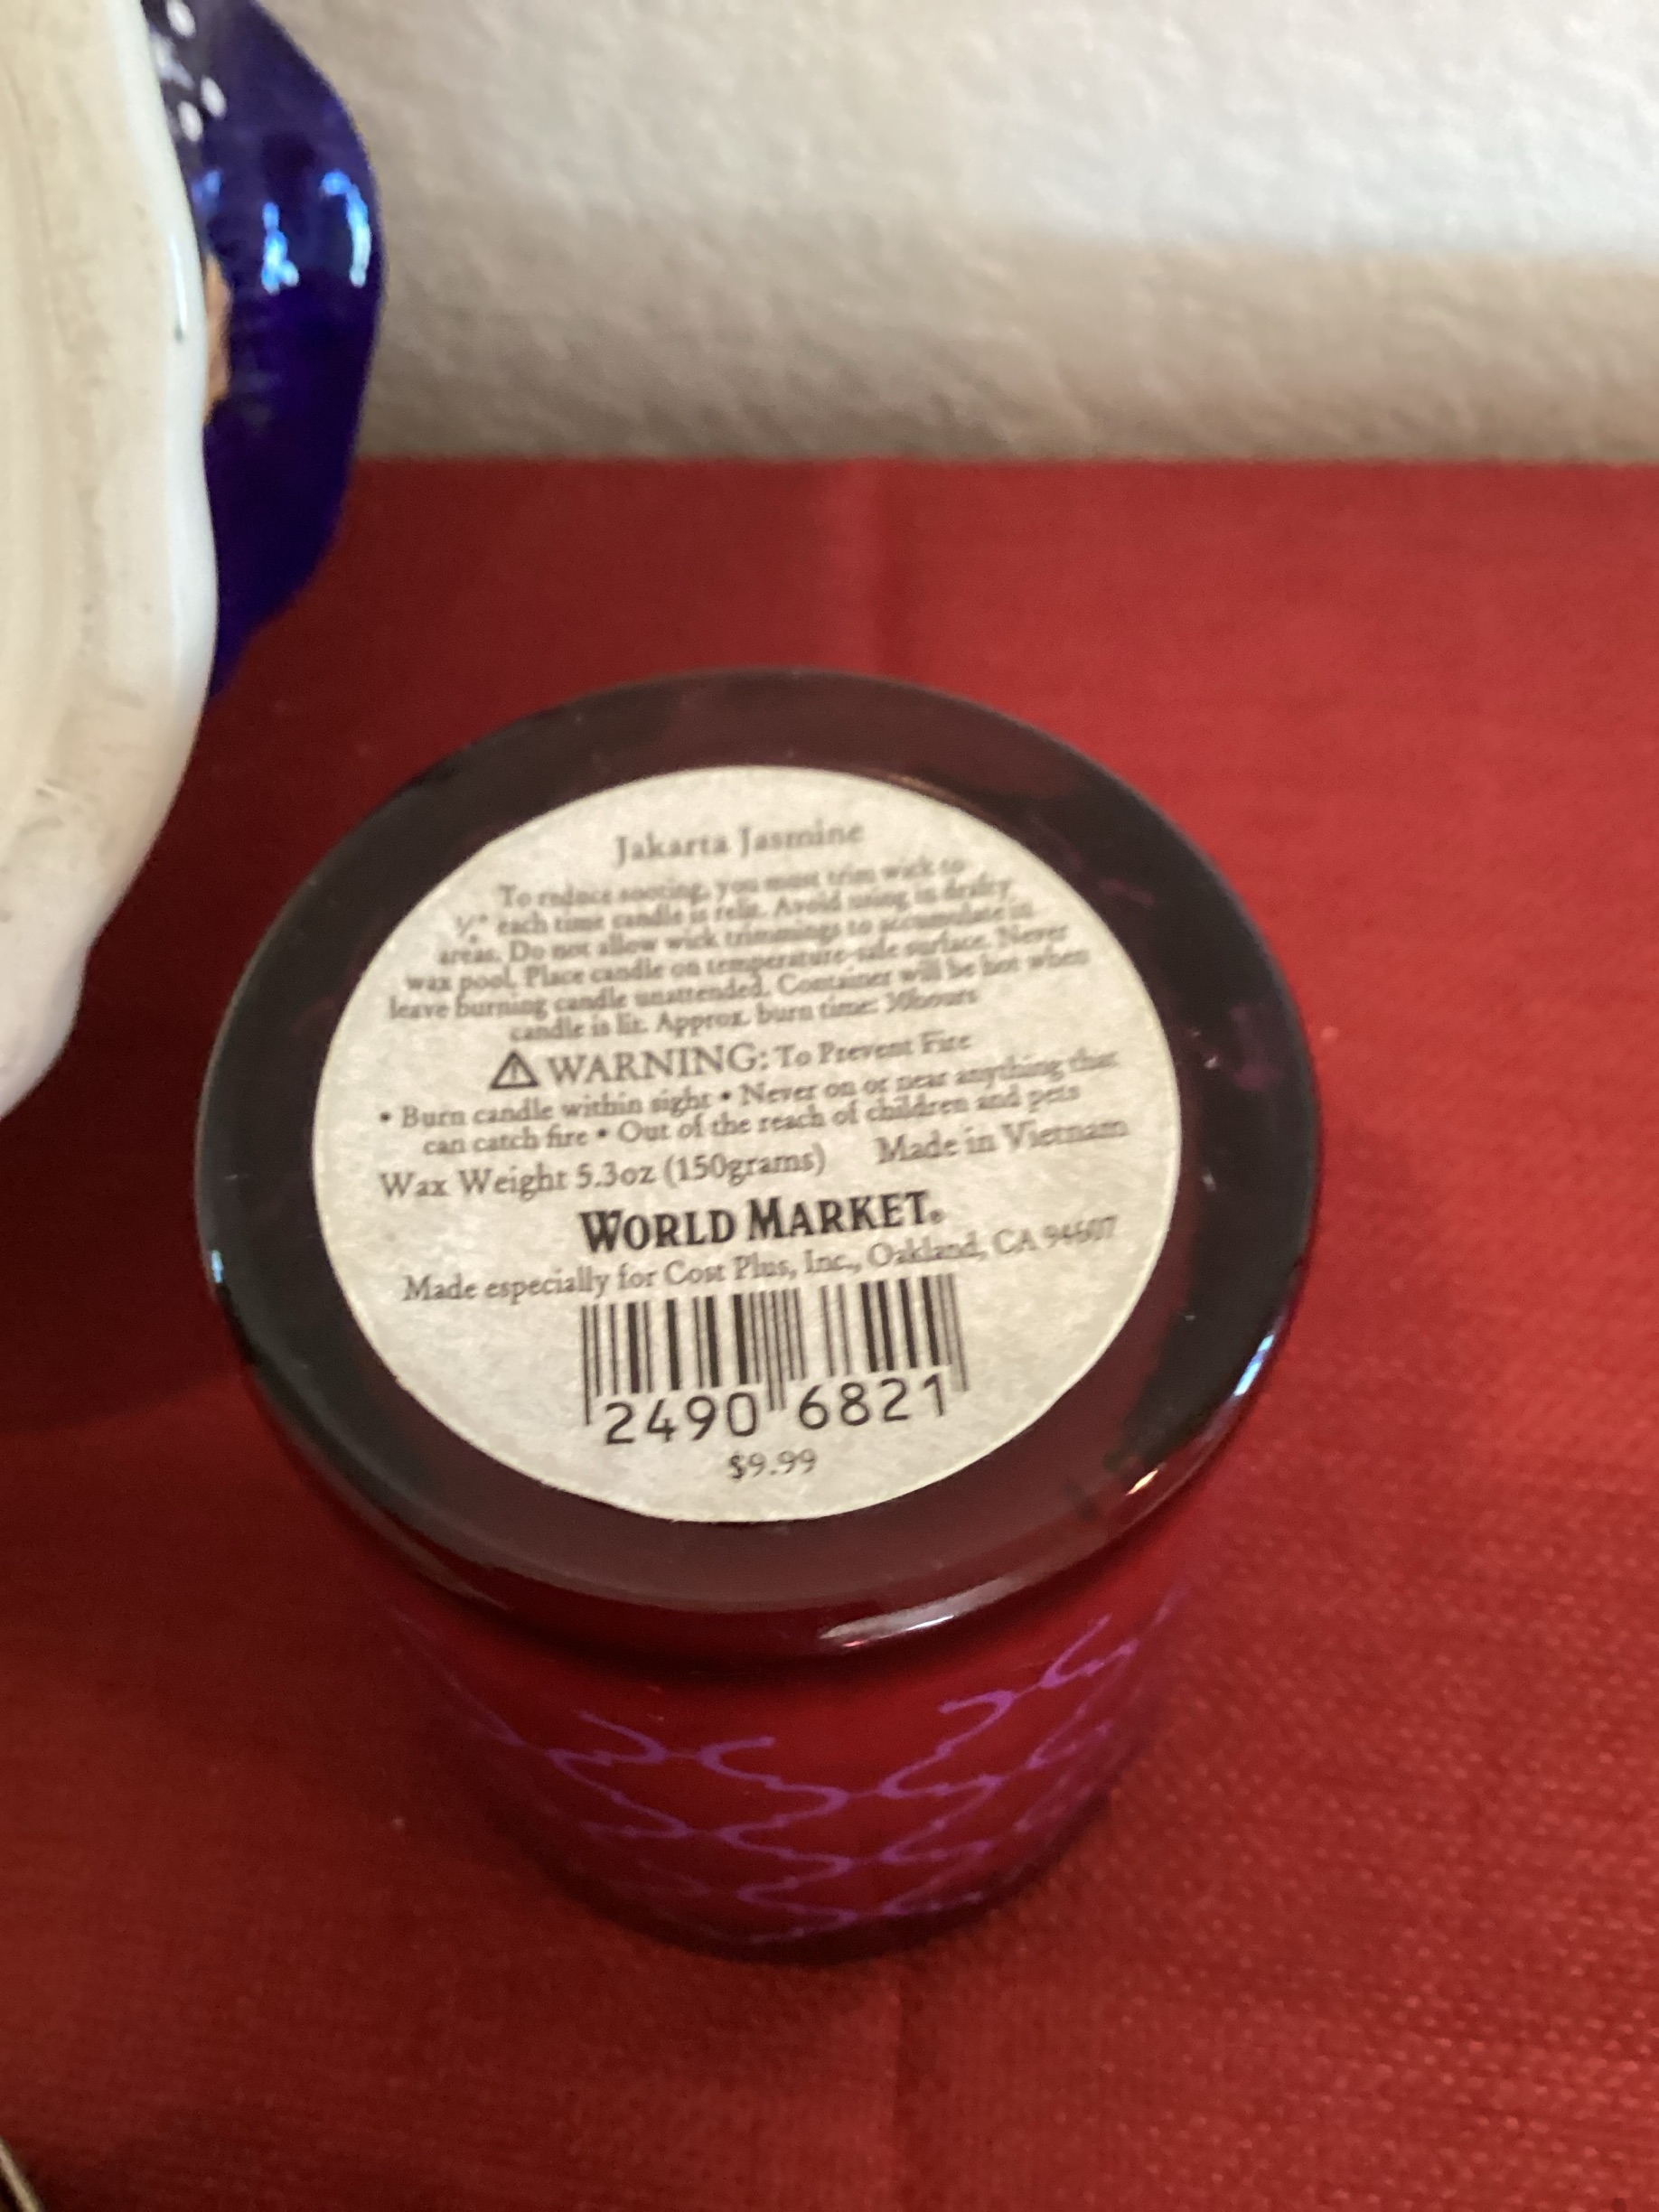 Jakarta Jasmine
To reduce sooting, you must trim wick to
¼" each time candle is relit. Avoid using in drafty
areas. Do not allow wick trimmings to accumulate in
wax pool. Place candle on temperature-safe surface. Never
leave burning candle unattended. Container will be hot when
candle is lit. Approx. burn time: 30hours
⚠ WARNING: To Prevent Fire
• Burn candle within sight • Never on or near anything that
can catch fire • Out of the reach of children and pets
Wax Weight 5.3oz (150grams) Made in Vietnam
WORLD MARKET®
Made especially for Cost Plus, Inc., Oakland, CA 94607
2490 6821
$9.99